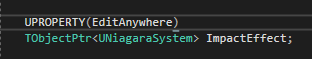 UPROPERTY(EditAnywhere)
TObjectPtr<UNiagaraSystem> ImpactEffect;